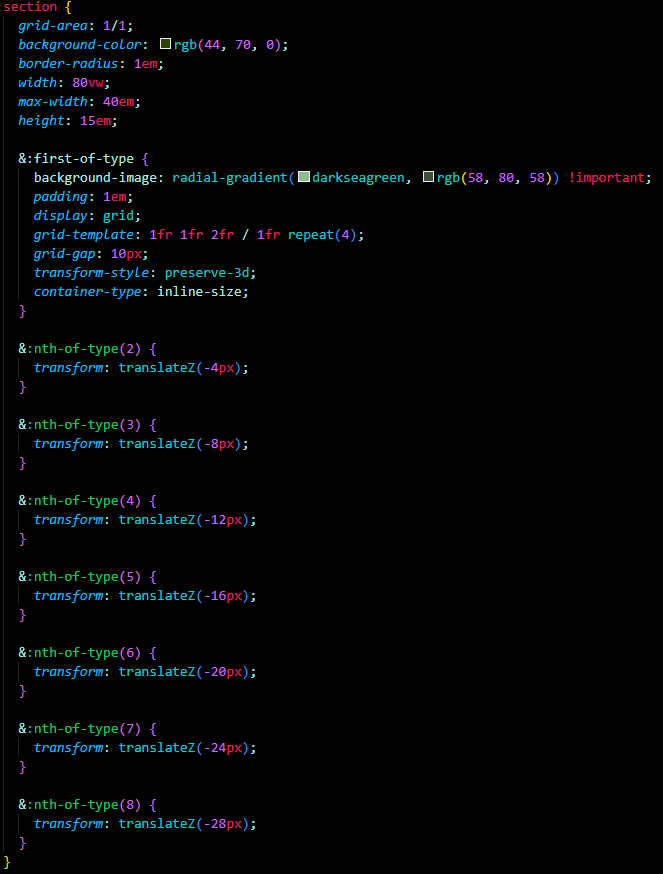 section {
  grid-area: 1/1;
  background-color: rgb(44, 70, 0);
  border-radius: 1em;
  width: 80vw;
  max-width: 40em;
  height: 15em;

  &:first-of-type {
    background-image: radial-gradient(darkseagreen, rgb(58, 80, 58)) !important;
    padding: 1em;
    display: grid;
    grid-template: 1fr 1fr 2fr / 1fr repeat(4);
    grid-gap: 10px;
    transform-style: preserve-3d;
    container-type: inline-size;
  }

  &:nth-of-type(2) {
    transform: translateZ(-4px);
  }

  &:nth-of-type(3) {
    transform: translateZ(-8px);
  }

  &:nth-of-type(4) {
    transform: translateZ(-12px);
  }

  &:nth-of-type(5) {
    transform: translateZ(-16px);
  }

  &:nth-of-type(6) {
    transform: translateZ(-20px);
  }

  &:nth-of-type(7) {
    transform: translateZ(-24px);
  }

  &:nth-of-type(8) {
    transform: translateZ(-28px);
  }
}